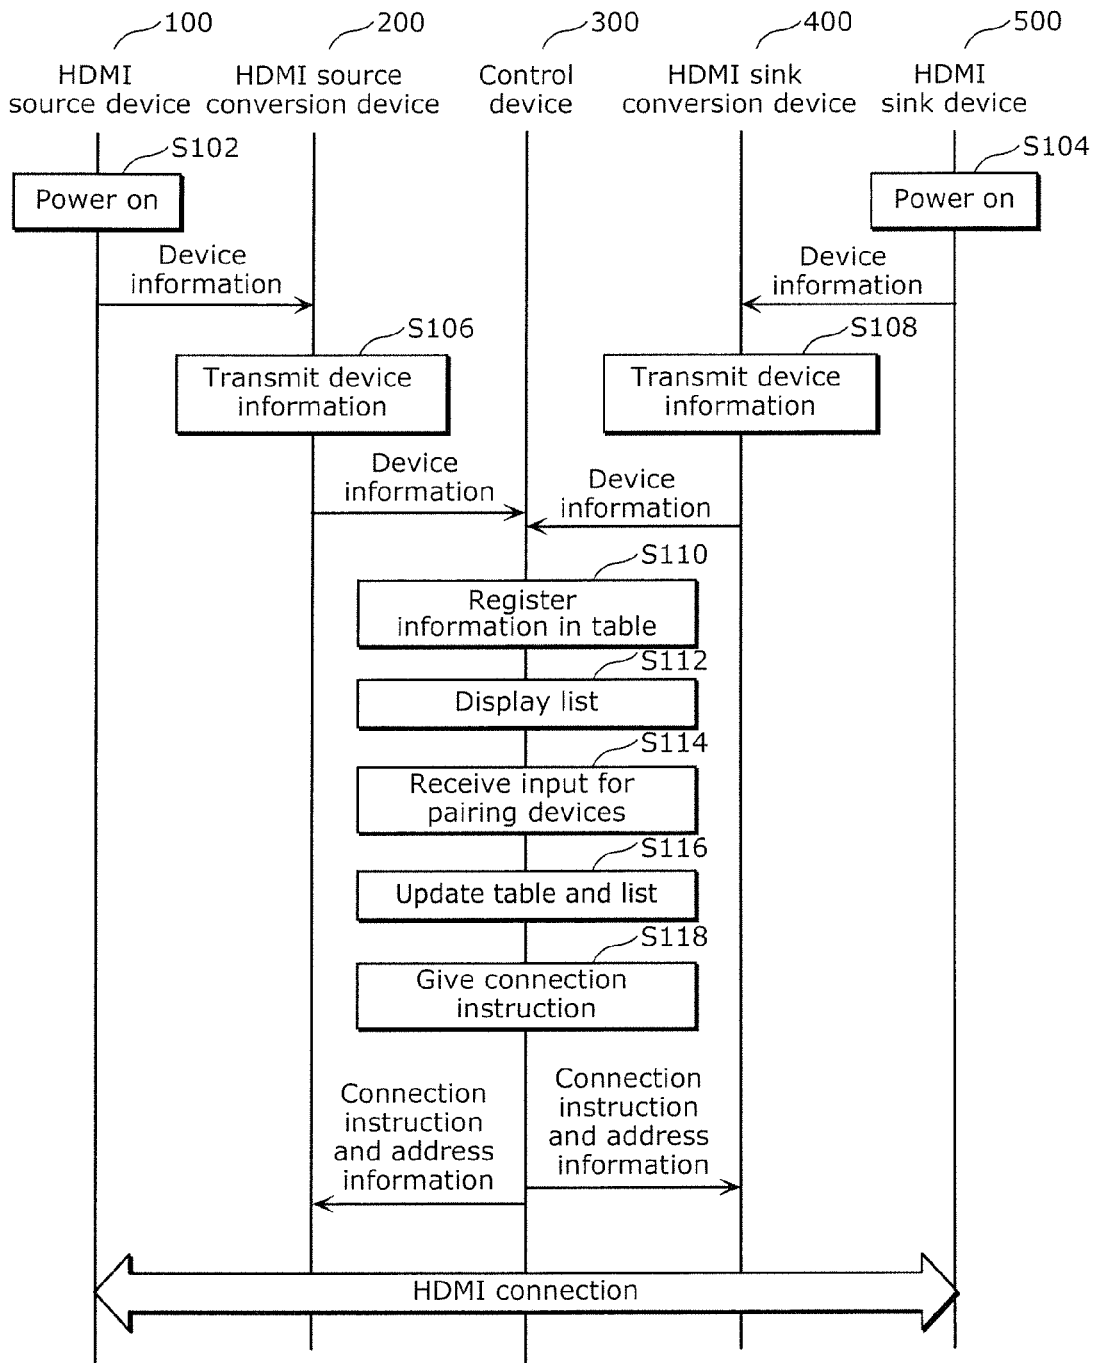 100
200
300
400
500
HDMI
source device
HDMI source
conversion device
Control
device
HDMI sink
conversion device
HDMI
sink device
S102
S104
Power on
Power on
Device
information
Device
information
S106
S108
Transmit device
information
Transmit device
information
Device
information
Device
information
S110
Register
information in table
S112
Display list
S114
Receive input for
pairing devices
S116
Update table and list
S118
Give connection
instruction
Connection
instruction
and address
information
Connection
instruction
and address
information
HDMI connection